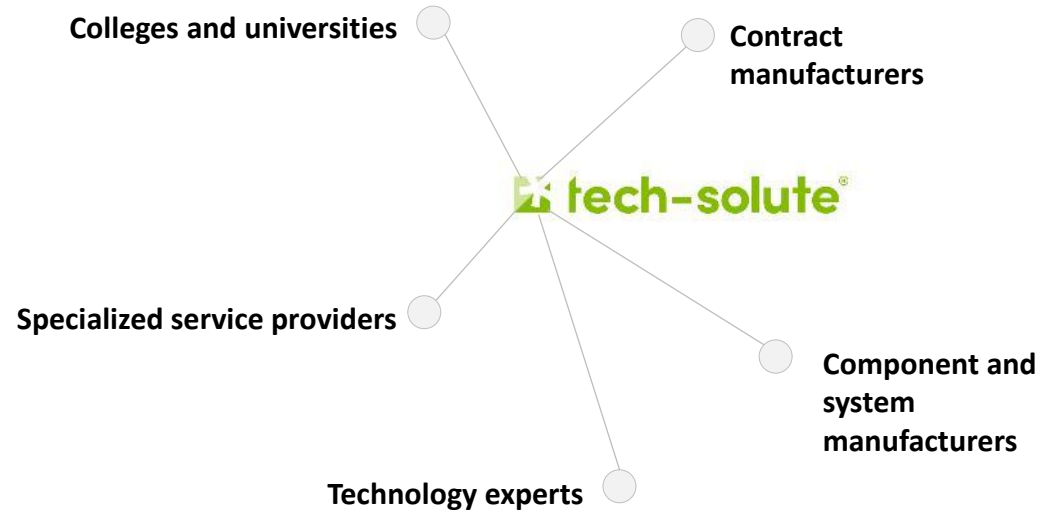 Colleges and universities
Contract
manufacturers
tech-solute®
Specialized service providers
Component and
system
manufacturers
Technology experts